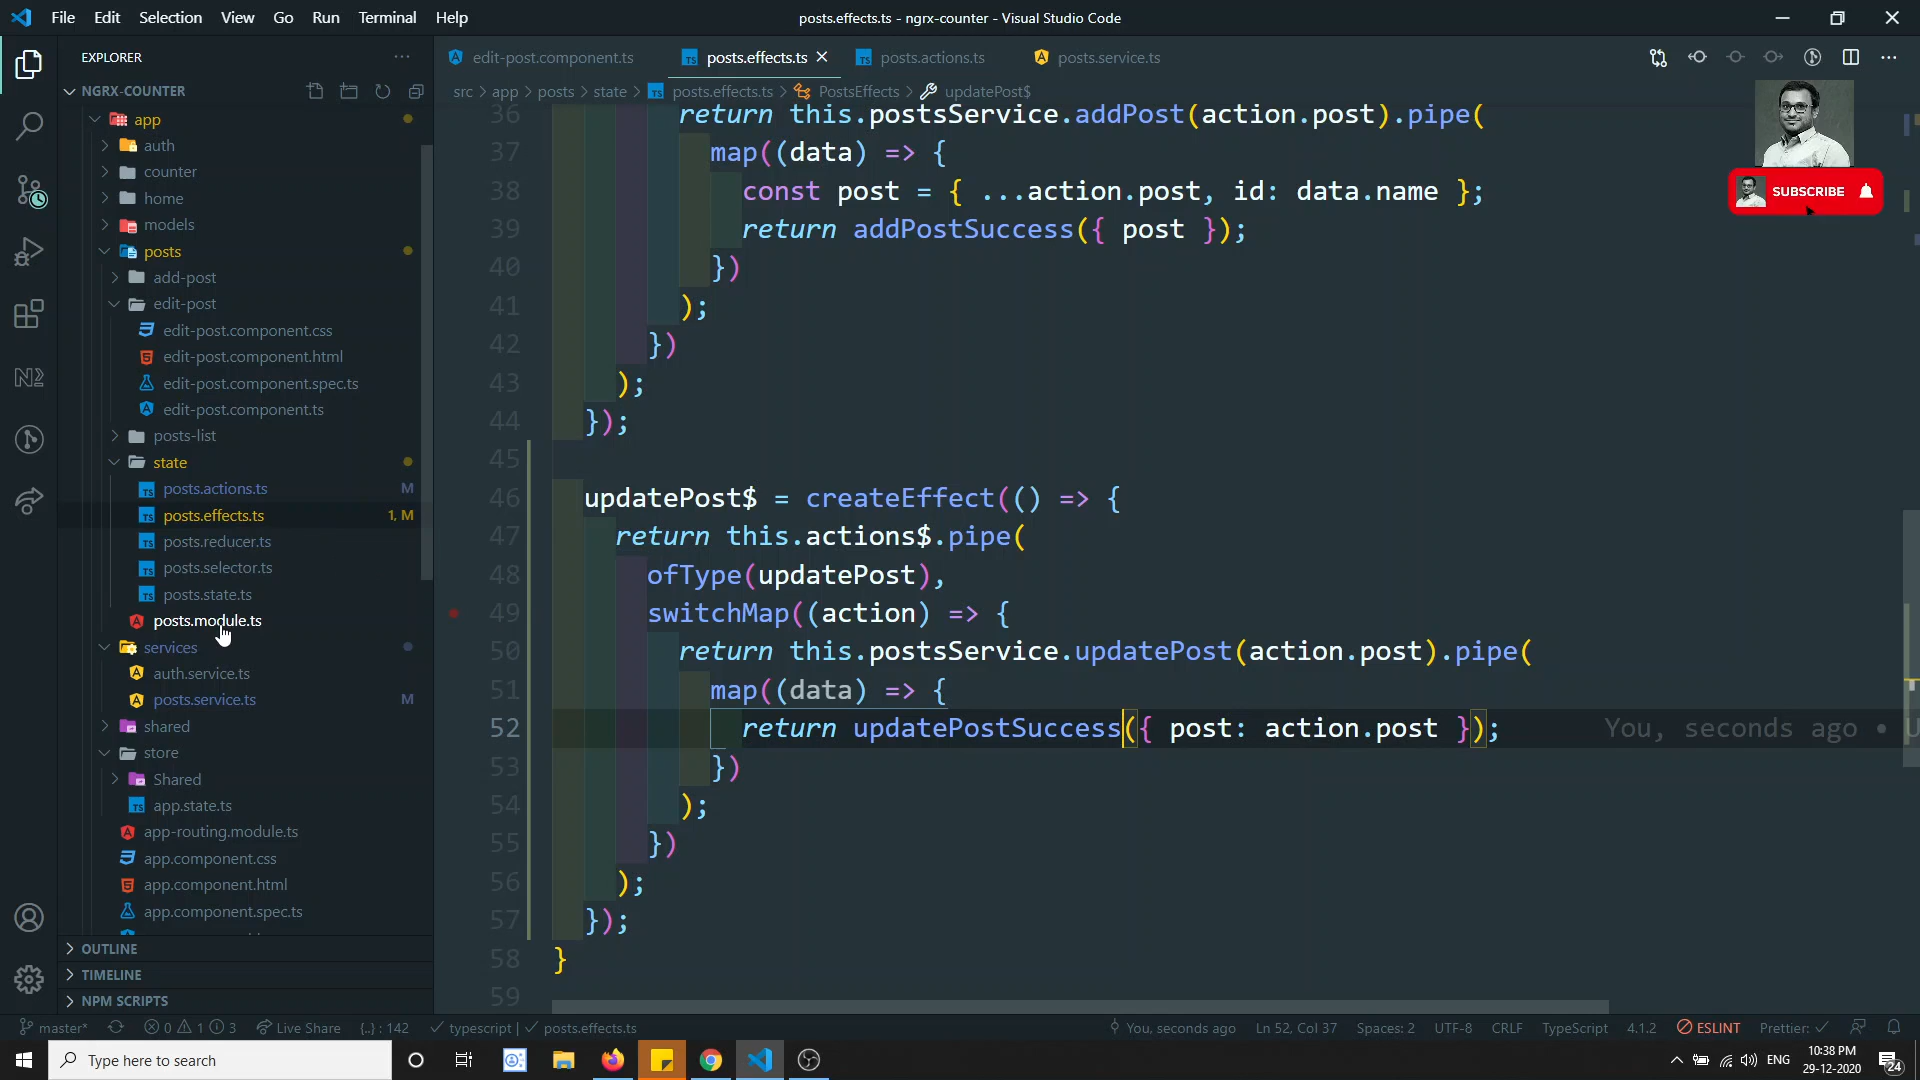 File Edit Selection View Go Run Terminal Help
posts.effects.ts - ngrx-counter - Visual Studio Code
EXPLORER
NGRX-COUNTER
app
auth
counter
home
models
posts
add-post
edit-post
edit-post.component.css
edit-post.component.html
edit-post.component.spec.ts
edit-post.component.ts
posts-list
state
posts.actions.ts M
posts.effects.ts 1, M
posts.reducer.ts
posts.selector.ts
posts.state.ts
posts.module.ts
services
auth.service.ts
posts.service.ts M
shared
store
Shared
app.state.ts
app-routing.module.ts
app.component.css
app.component.html
app.component.spec.ts
OUTLINE
TIMELINE
NPM SCRIPTS
edit-post.component.ts posts.effects.ts posts.actions.ts posts.service.ts
src > app > posts > state > posts.effects.ts > PostsEffects > updatePost$
36 return this.postsService.addPost(action.post).pipe(
37 map((data) => {
38 const post = { ...action.post, id: data.name };
39 return addPostSuccess({ post });
40 })
41 );
42 })
43 );
44 });
45
46 updatePost$ = createEffect(() => {
47 return this.actions$.pipe(
48 ofType(updatePost),
49 switchMap((action) => {
50 return this.postsService.updatePost(action.post).pipe(
51 map((data) => {
52 return updatePostSuccess({ post: action.post }); You, seconds ago • U
53 })
54 );
55 })
56 );
57 });
58 }
59
SUBSCRIBE
master* 0 1 3 Live Share {..} : 142 typescript | posts.effects.ts You, seconds ago Ln 52, Col 37 Spaces: 2 UTF-8 CRLF TypeScript 4.1.2 ESLINT Prettier: ✓
Type here to search
ENG
10:38 PM
29-12-2020
24